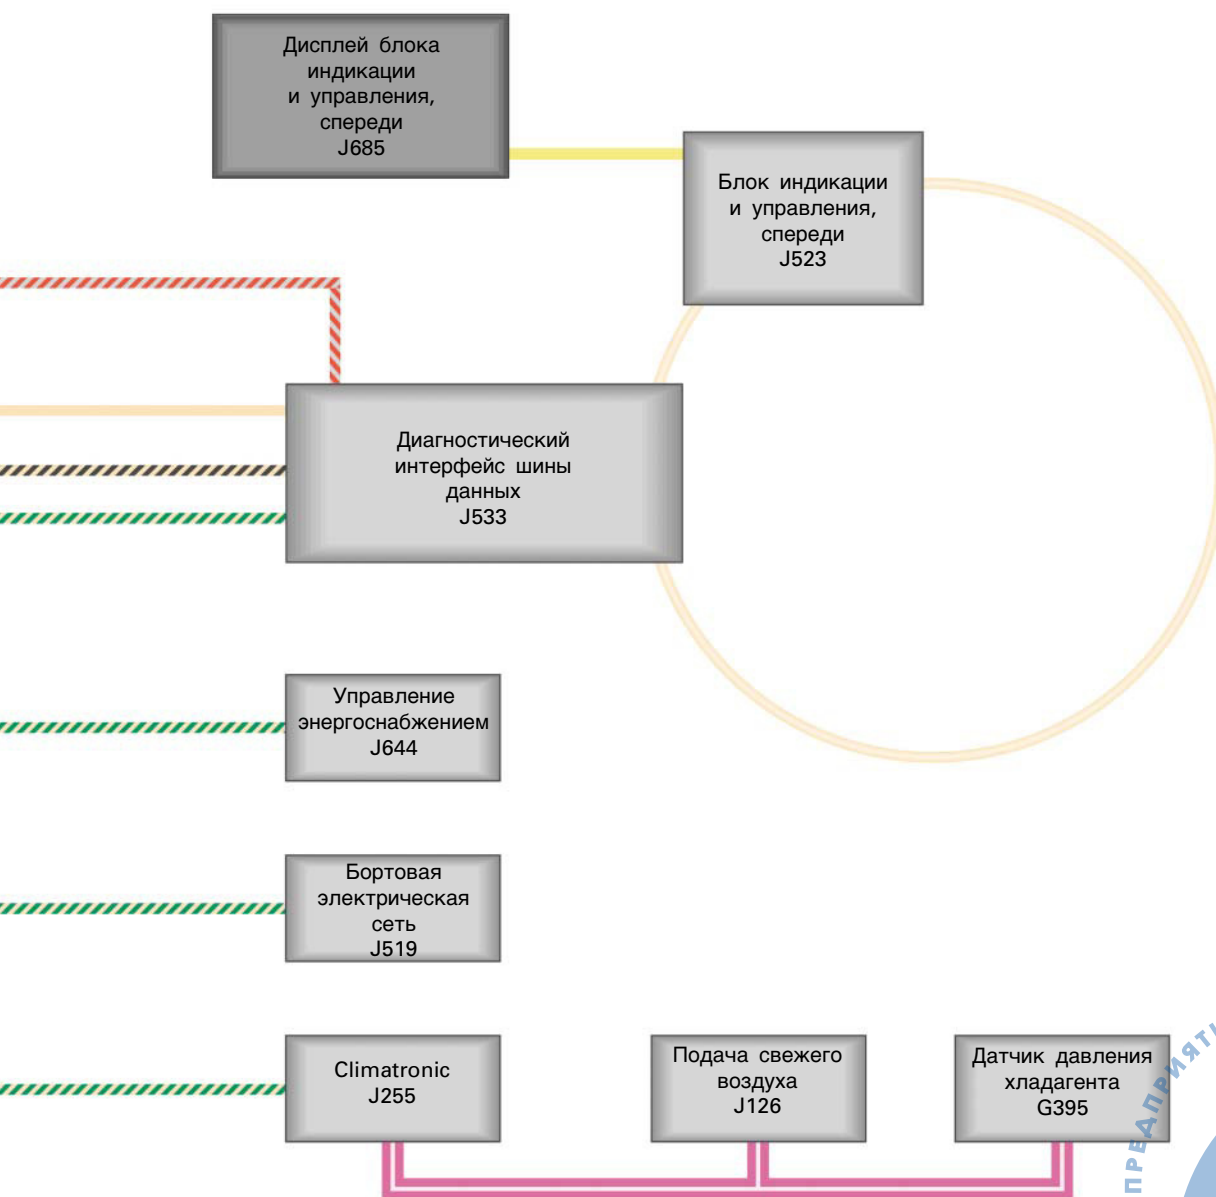 Дисплей блока
индикации
и управления,
спереди
J685
Блок индикации
и управления,
спереди
J523
Диагностический
интерфейс шины
данных
J533
Управление
энергоснабжением
J644
Бортовая
электрическая
сеть
J519
Climatronic
J255
Подача свежего
воздуха
J126
Датчик давления
хладагента
G395